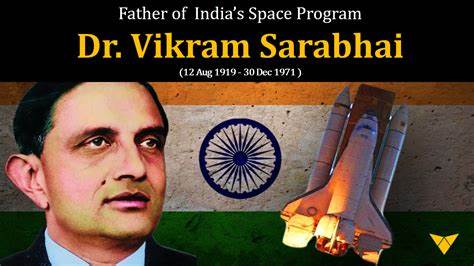 Father of India's Space Program
Dr. Vikram Sarabhai
(12 Aug 1919 - 30 Dec 1971 )